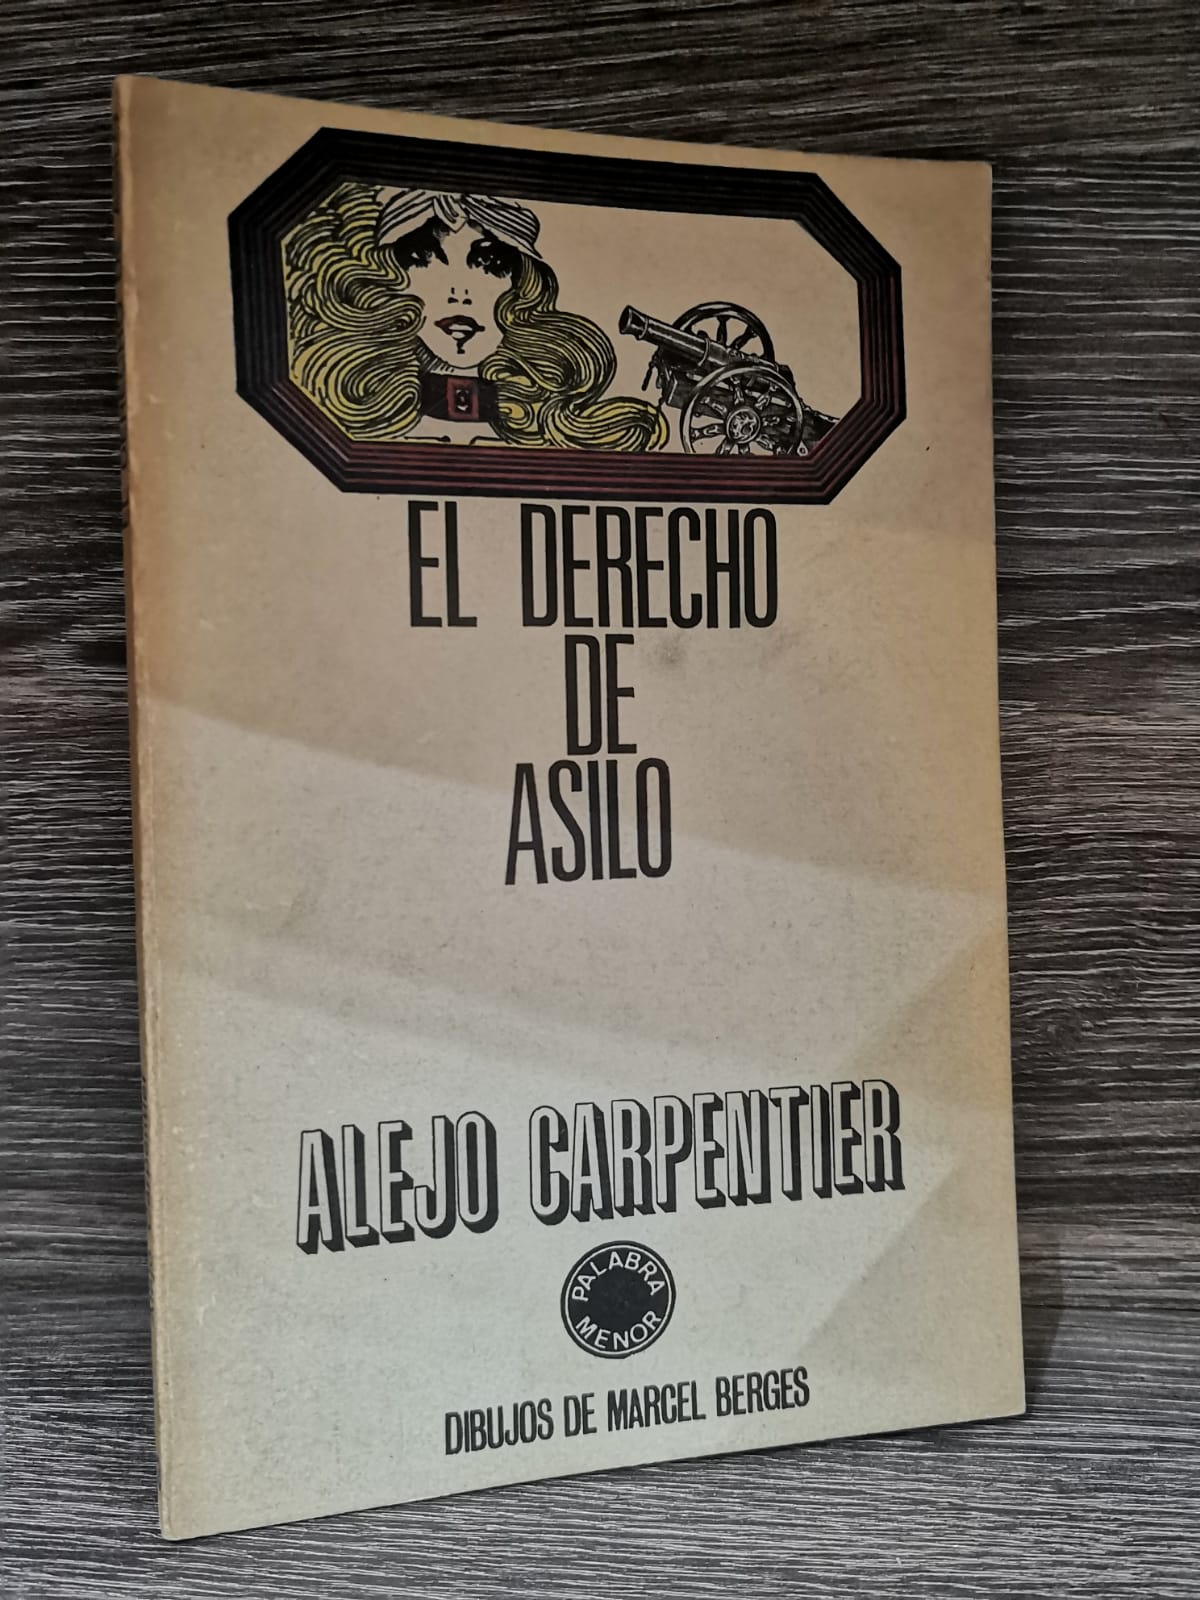 EL DERECHO
DE
ASILO
ALEJO CARPENTIER
PALABRA
MENOR
DIBUJOS DE MARCEL BERGES